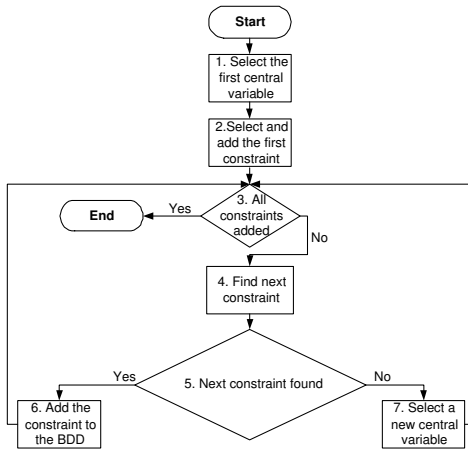 Start
1. Select the
first central
variable
2.Select and
add the first
constraint
3. All
constraints
added
Yes
End
No
4. Find next
constraint
5. Next constraint found
Yes
No
6. Add the
constraint to
the BDD
7. Select a
new central
variable